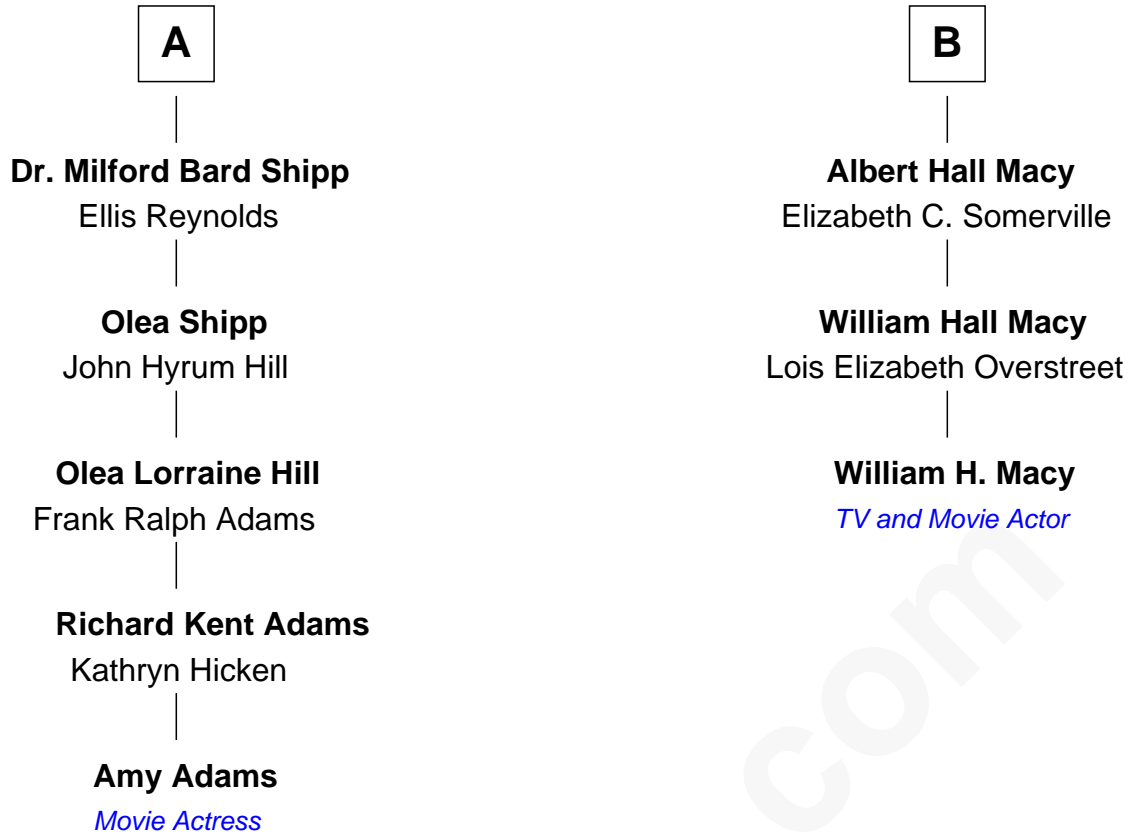 A
Dr. Milford Bard Shipp
Ellis Reynolds
Olea Shipp
John Hyrum Hill
Olea Lorraine Hill
Frank Ralph Adams
Richard Kent Adams
Kathryn Hicken
Amy Adams
Movie Actress
B
Albert Hall Macy
Elizabeth C. Somerville
William Hall Macy
Lois Elizabeth Overstreet
William H. Macy
TV and Movie Actor
com